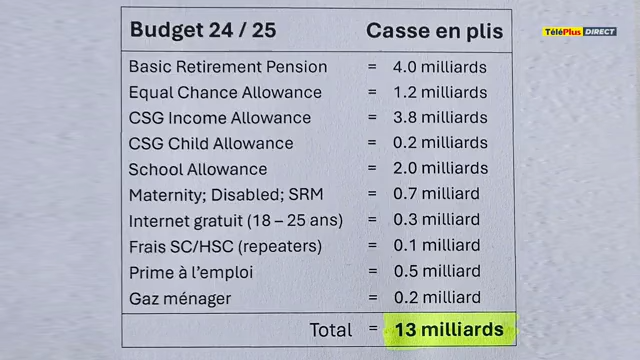 TéléPlus DIRECT
Budget 24 / 25 Casse en plis
Basic Retirement Pension = 4.0 milliards
Equal Chance Allowance = 1.2 milliards
CSG Income Allowance = 3.8 milliards
CSG Child Allowance = 0.2 milliards
School Allowance = 2.0 milliards
Maternity; Disabled; SRM = 0.7 milliard
Internet gratuit (18 – 25 ans) = 0.3 milliard
Frais SC/HSC (repeaters) = 0.1 milliard
Prime à l'emploi = 0.5 milliard
Gaz ménager = 0.2 milliard
Total = 13 milliards